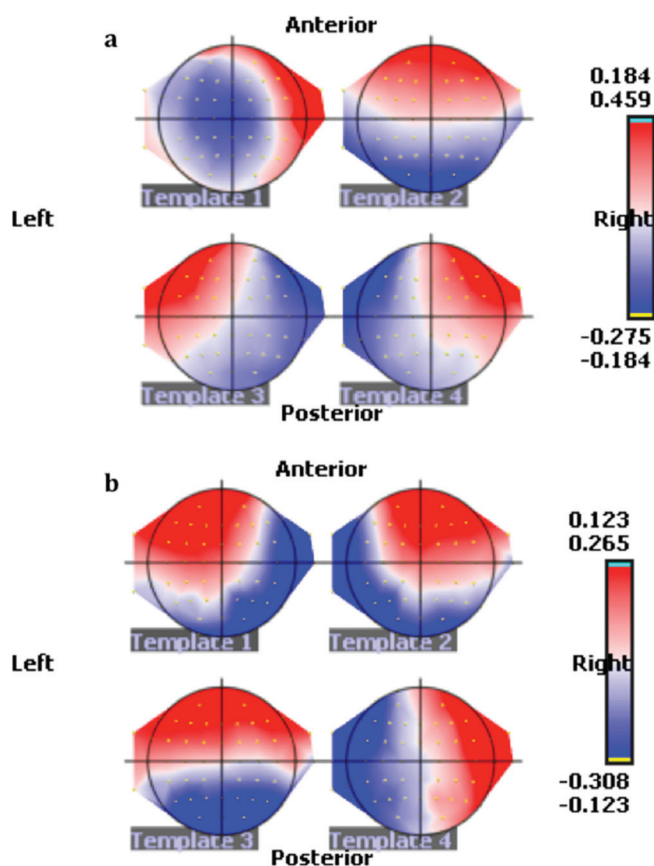 a
Anterior
0.184
0.459
Template 1
Template 2
Left
Right
-0.275
-0.184
Template 3
Template 4
Posterior
b
Anterior
0.123
0.265
Template 1
Template 2
Left
Right
-0.308
-0.123
Template 3
Template 4
Posterior